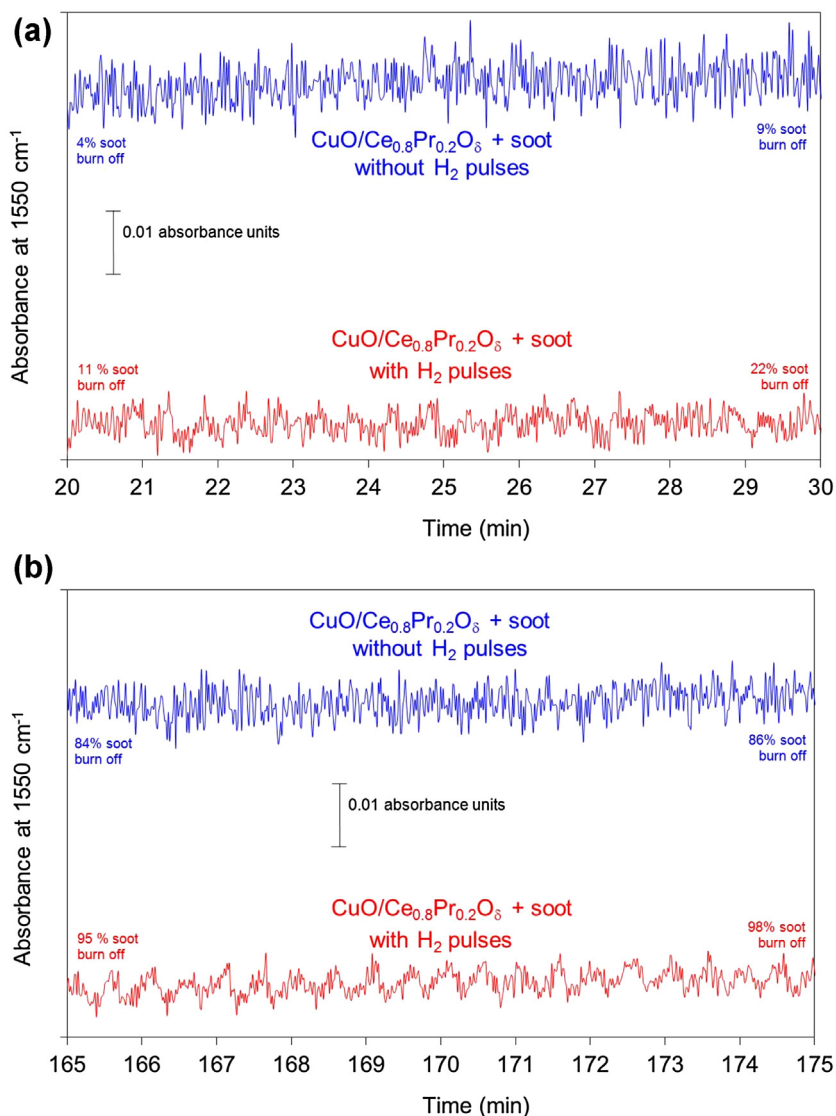 (a)
Absorbance at 1550 cm⁻¹
4% soot
burn off
CuO/Ce₀.₈Pr₀.₂Oδ + soot
without H₂ pulses
9% soot
burn off
0.01 absorbance units
11 % soot
burn off
CuO/Ce₀.₈Pr₀.₂Oδ + soot
with H₂ pulses
22% soot
burn off
20 21 22 23 24 25 26 27 28 29 30
Time (min)
(b)
Absorbance at 1550 cm⁻¹
CuO/Ce₀.₈Pr₀.₂Oδ + soot
without H₂ pulses
84% soot
burn off
86% soot
burn off
0.01 absorbance units
95 % soot
burn off
CuO/Ce₀.₈Pr₀.₂Oδ + soot
with H₂ pulses
98% soot
burn off
165 166 167 168 169 170 171 172 173 174 175
Time (min)